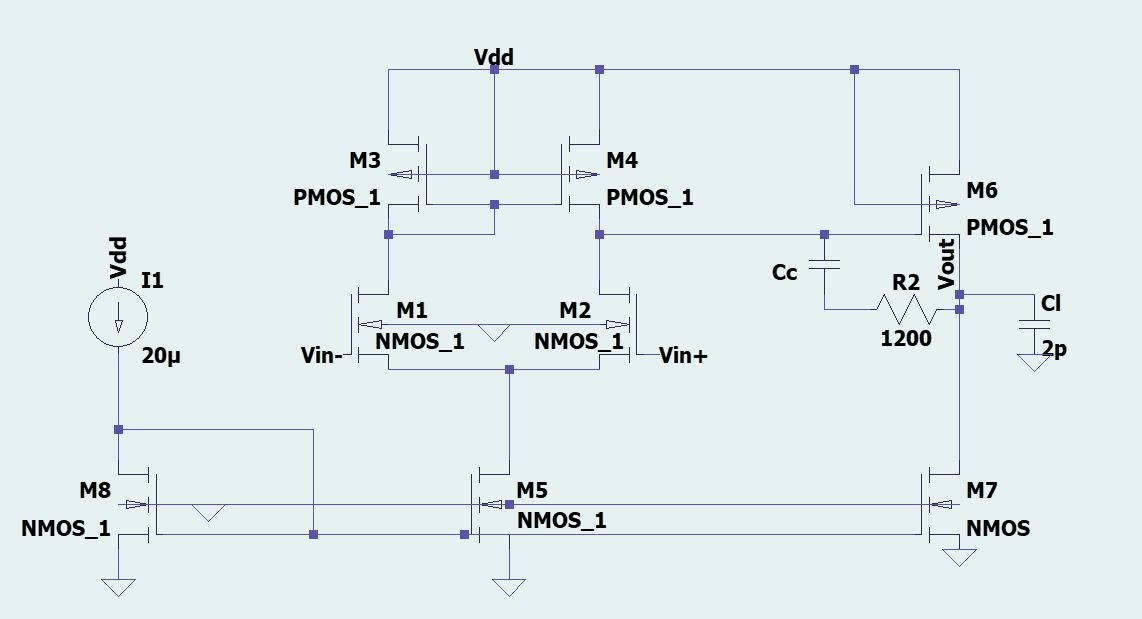 Vdd
M3
M4
PMOS_1
PMOS_1
M6
PMOS_1
Vdd
I1
20µ
Cc
R2
1200
Vout
Cl
2p
M1
M2
NMOS_1
NMOS_1
Vin-
Vin+
M8
NMOS_1
M5
NMOS_1
M7
NMOS